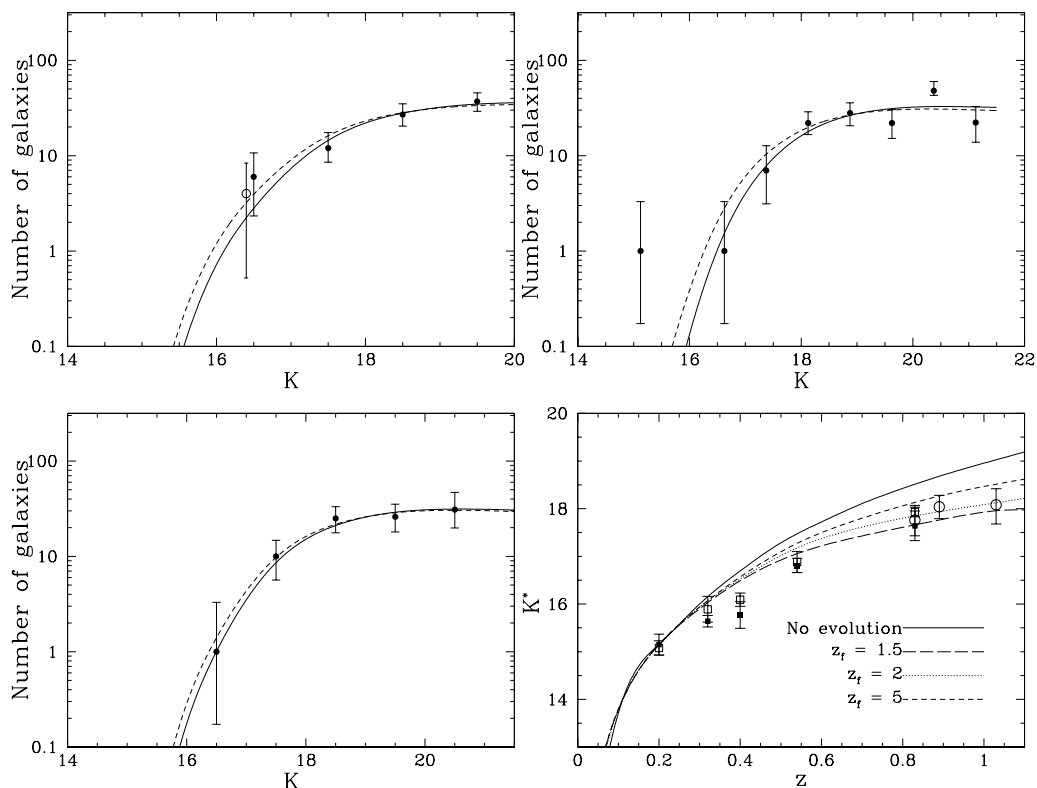 Number of galaxies
100
10
1
0.1
14
16
18
20
K
Number of galaxies
100
10
1
0.1
14
16
18
20
22
K
Number of galaxies
100
10
1
0.1
14
16
18
20
K
K*
20
18
16
14
0
0.2
0.4
0.6
0.8
1
z
No evolution
z_f = 1.5
z_f = 2
z_f = 5